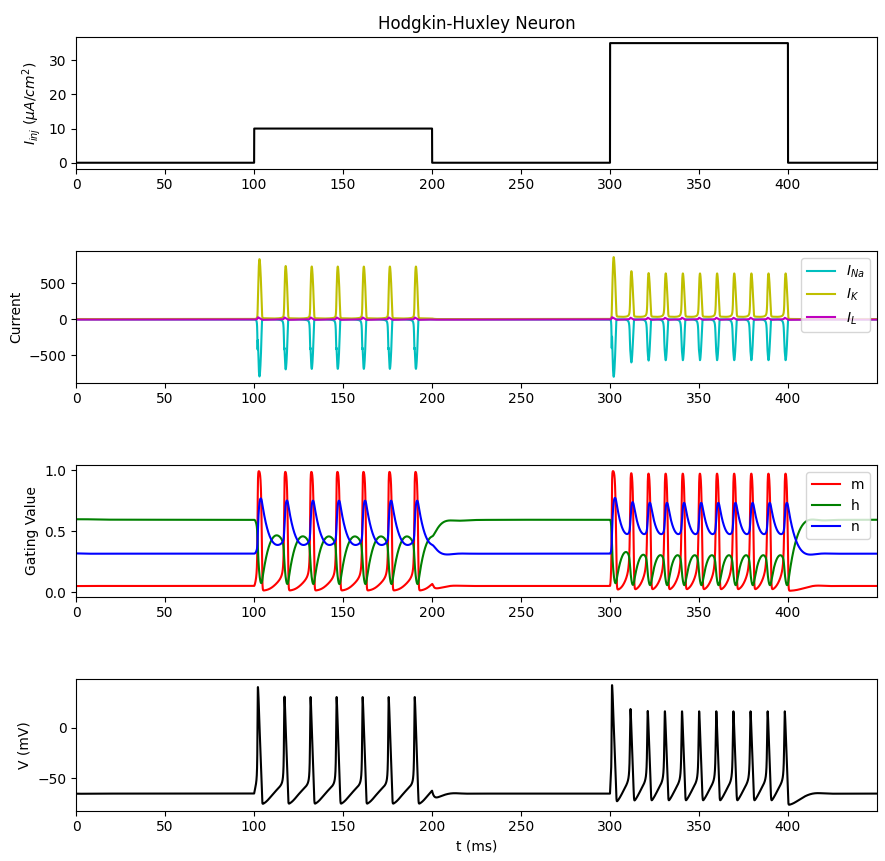 Hodgkin-Huxley Neuron
I_inj (μA/cm²)
30
20
10
0
0 50 100 150 200 250 300 350 400
Current
500
0
−500
I_Na
I_K
I_L
0 50 100 150 200 250 300 350 400
Gating Value
1.0
0.5
0.0
m
h
n
0 50 100 150 200 250 300 350 400
V (mV)
0
−50
0 50 100 150 200 250 300 350 400
t (ms)